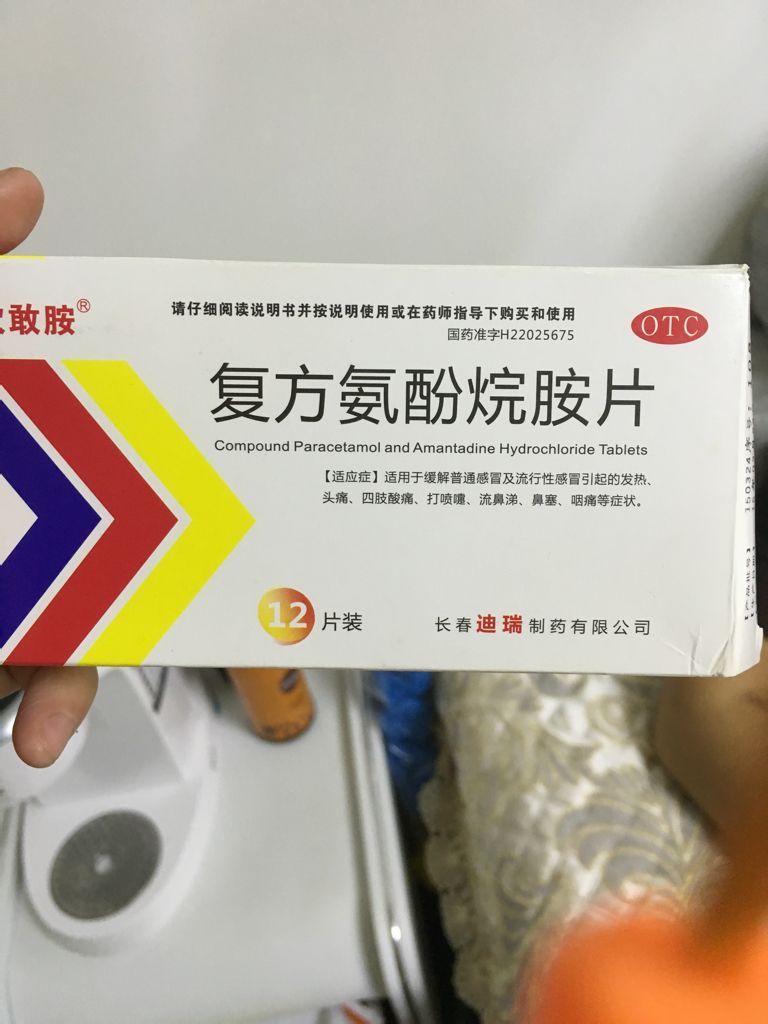 敢胺®
请仔细阅读说明书并按说明使用或在药师指导下购买和使用
国药准字H22025675
OTC
复方氨酚烷胺片
Compound Paracetamol and Amantadine Hydrochloride Tablets
【适应症】适用于缓解普通感冒及流行性感冒引起的发热、
头痛、四肢酸痛、打喷嚏、流鼻涕、鼻塞、咽痛等症状。
12 片装
长春迪瑞制药有限公司